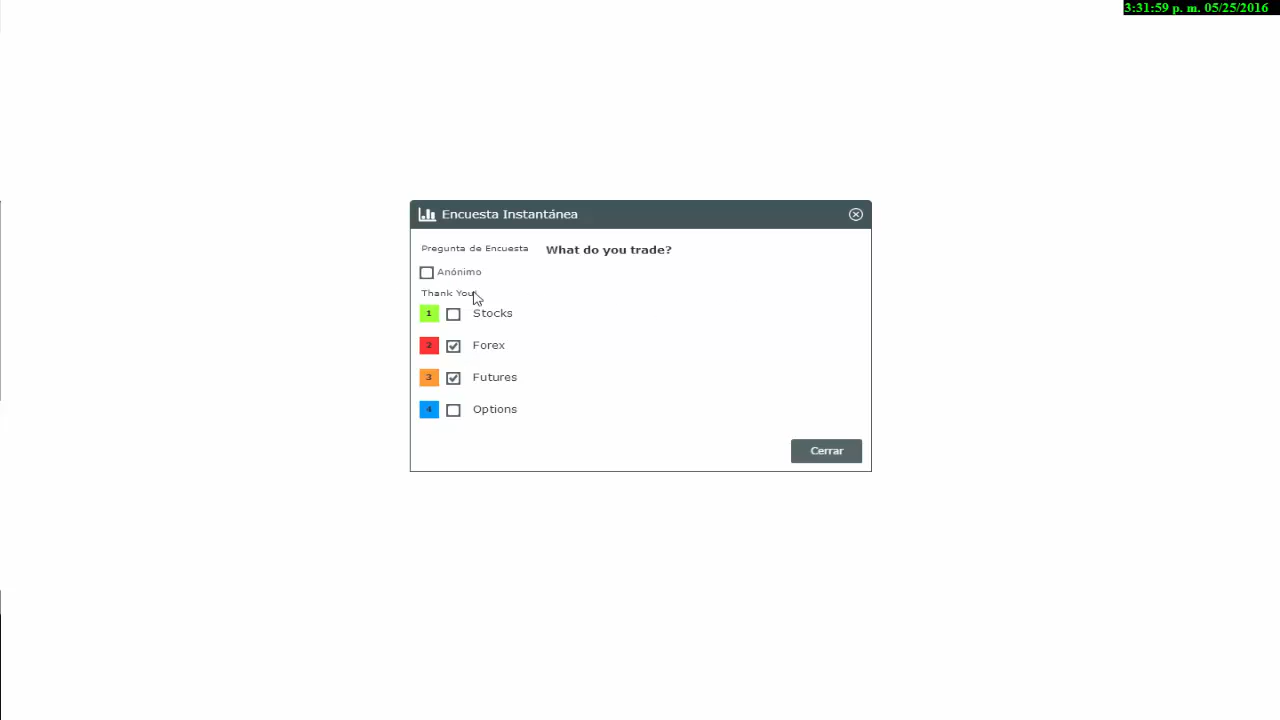 3:31:59 p. m. 05/25/2016
Encuesta Instantánea
Pregunta de Encuesta What do you trade?
Anónimo
Thank You!
1 Stocks
2 Forex
3 Futures
4 Options
Cerrar